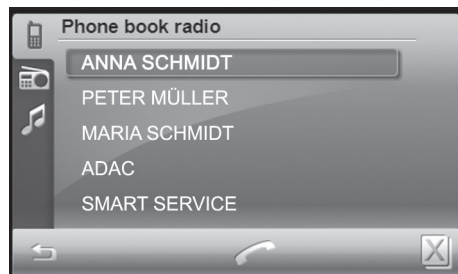 Phone book radio
ANNA SCHMIDT
PETER MÜLLER
MARIA SCHMIDT
ADAC
SMART SERVICE